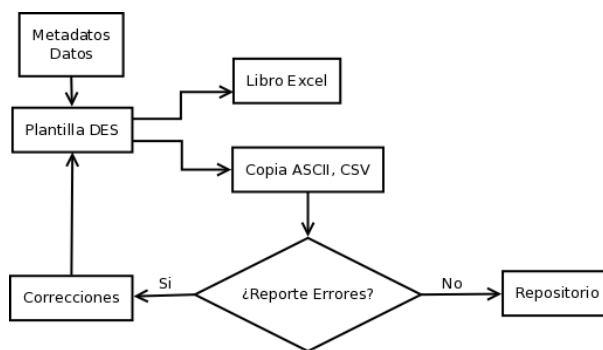 Metadatos
Datos
Libro Excel
Plantilla DES
Copia ASCII, CSV
Si
¿Reporte Errores?
No
Correcciones
Repositorio